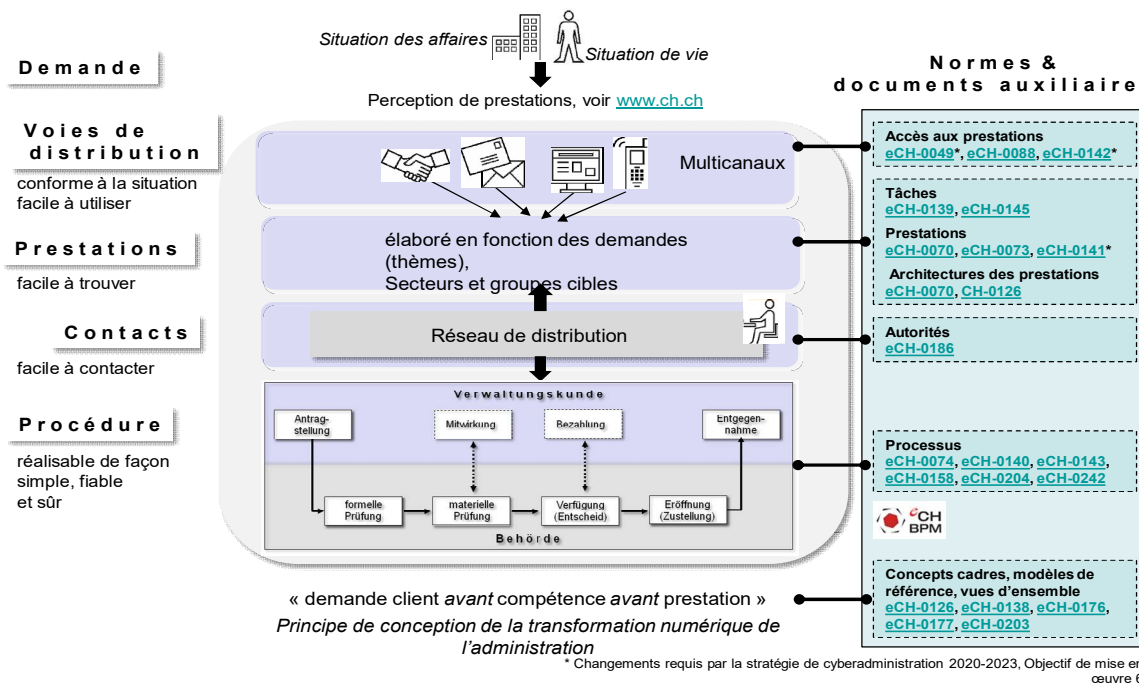 Situation des affaires
Situation de vie
Perception de prestations, voir www.ch.ch
Demande
Voies de
distribution
conforme à la situation
facile à utiliser
Multicanaux
Prestations
facile à trouver
élaboré en fonction des demandes
(thèmes),
Secteurs et groupes cibles
Contacts
facile à contacter
Réseau de distribution
Procédure
réalisable de façon
simple, fiable
et sûr
Verwaltungskunde
Antrag-
stellung
Mitwirkung
Bezahlung
Entgegen-
nahme
formelle
Prüfung
materielle
Prüfung
Verfügung
(Entscheid)
Eröffnung
(Zustellung)
Behörde
« demande client avant compétence avant prestation »
Principe de conception de la transformation numérique de
l'administration
Normes &
documents auxiliaire
Accès aux prestations
eCH-0049*, eCH-0088, eCH-0142*
Tâches
eCH-0139, eCH-0145
Prestations
eCH-0070, eCH-0073, eCH-0141*
Architectures des prestations
eCH-0070, CH-0126
Autorités
eCH-0186
Processus
eCH-0074, eCH-0140, eCH-0143,
eCH-0158, eCH-0204, eCH-0242
eCH
BPM
Concepts cadres, modèles de
référence, vues d'ensemble
eCH-0126, eCH-0138, eCH-0176,
eCH-0177, eCH-0203
* Changements requis par la stratégie de cyberadministration 2020-2023, Objectif de mise en
œuvre 6